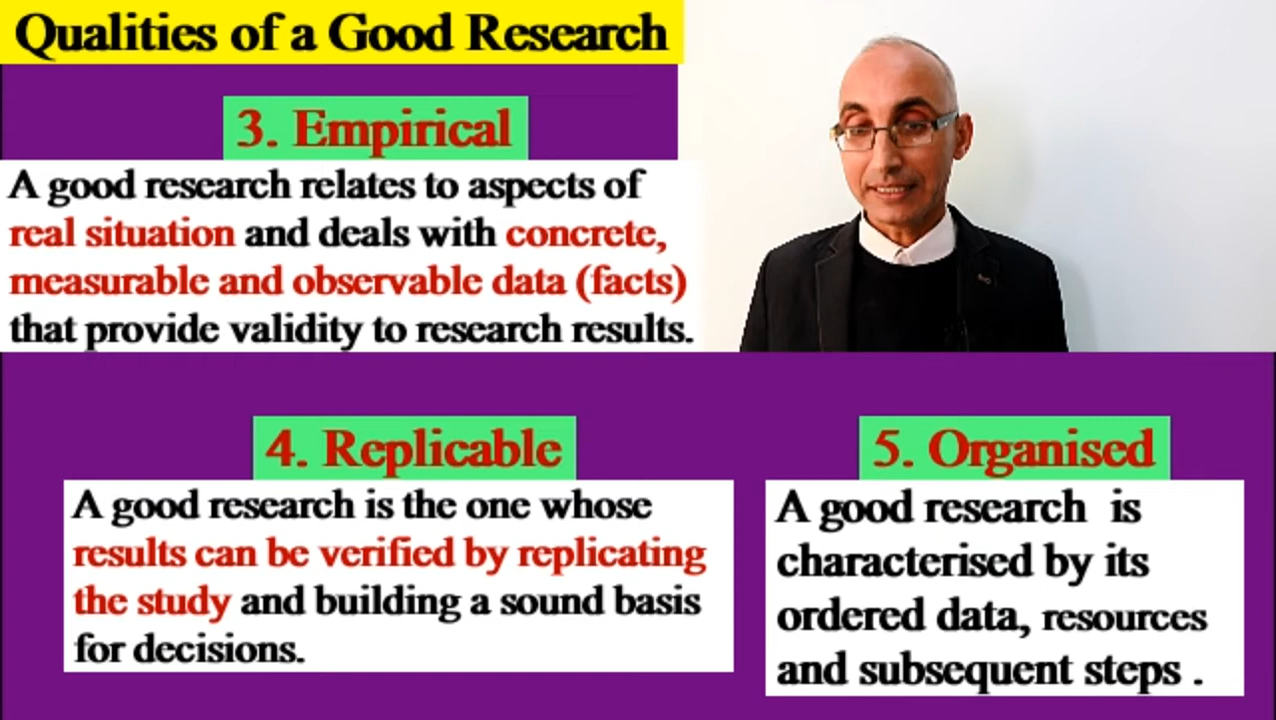 Qualities of a Good Research
3. Empirical
A good research relates to aspects of
real situation and deals with concrete,
measurable and observable data (facts)
that provide validity to research results.
4. Replicable
A good research is the one whose
results can be verified by replicating
the study and building a sound basis
for decisions.
5. Organised
A good research is
characterised by its
ordered data, resources
and subsequent steps .